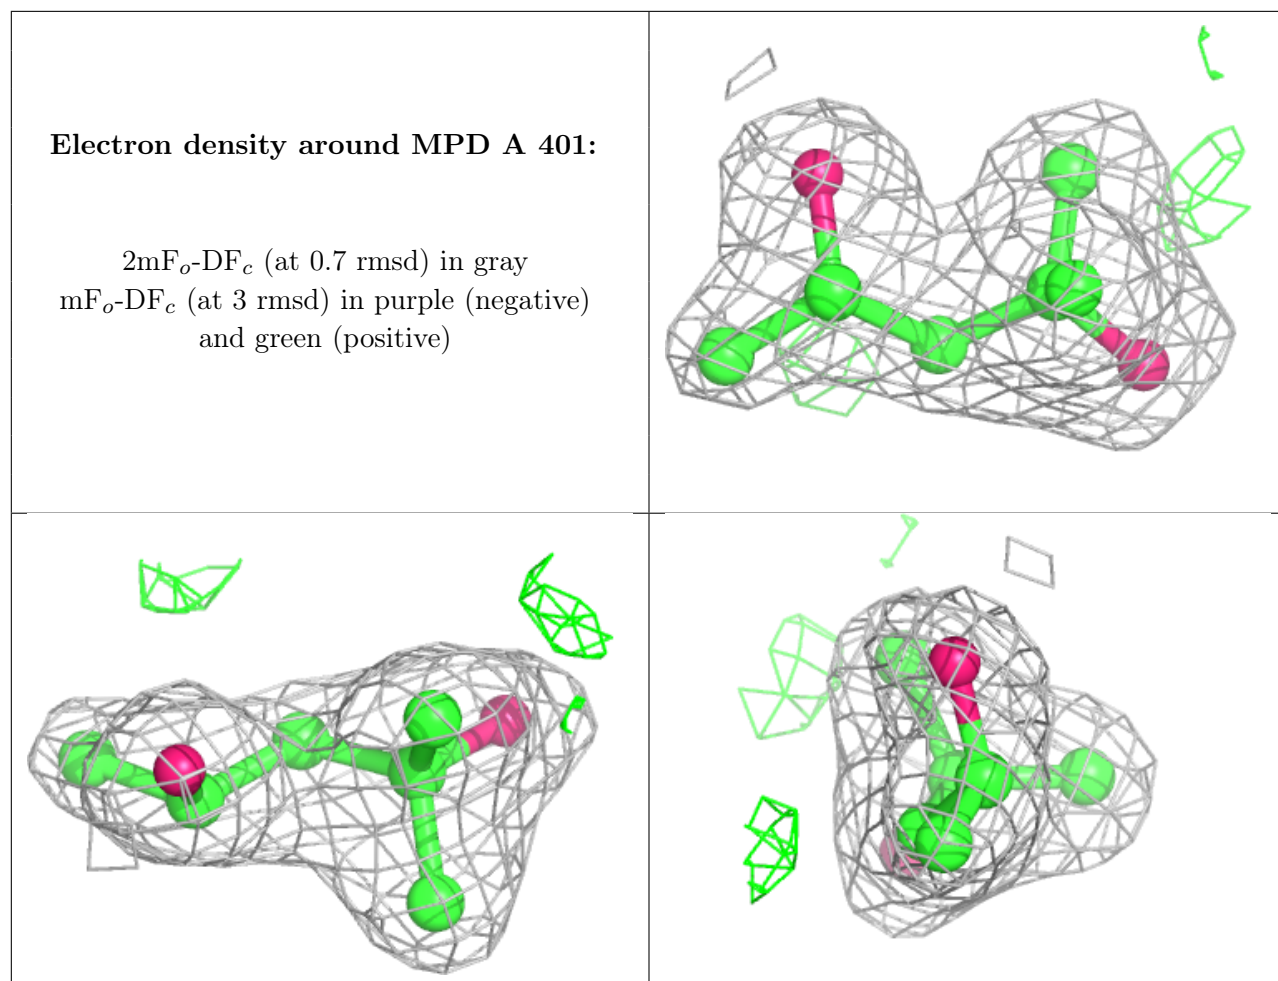 Electron density around MPD A 401:
2mFo-DFc (at 0.7 rmsd) in gray
mFo-DFc (at 3 rmsd) in purple (negative)
and green (positive)